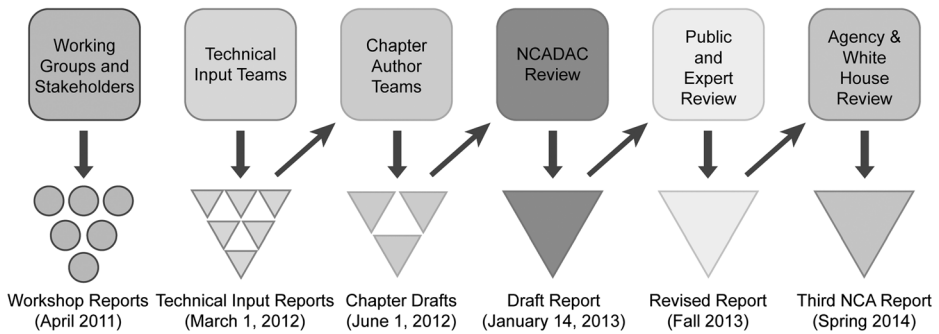 Working
Groups and
Stakeholders
Technical
Input Teams
Chapter
Author
Teams
NCADAC
Review
Public
and
Expert
Review
Agency &
White
House
Review
Workshop Reports
(April 2011)
Technical Input Reports
(March 1, 2012)
Chapter Drafts
(June 1, 2012)
Draft Report
(January 14, 2013)
Revised Report
(Fall 2013)
Third NCA Report
(Spring 2014)